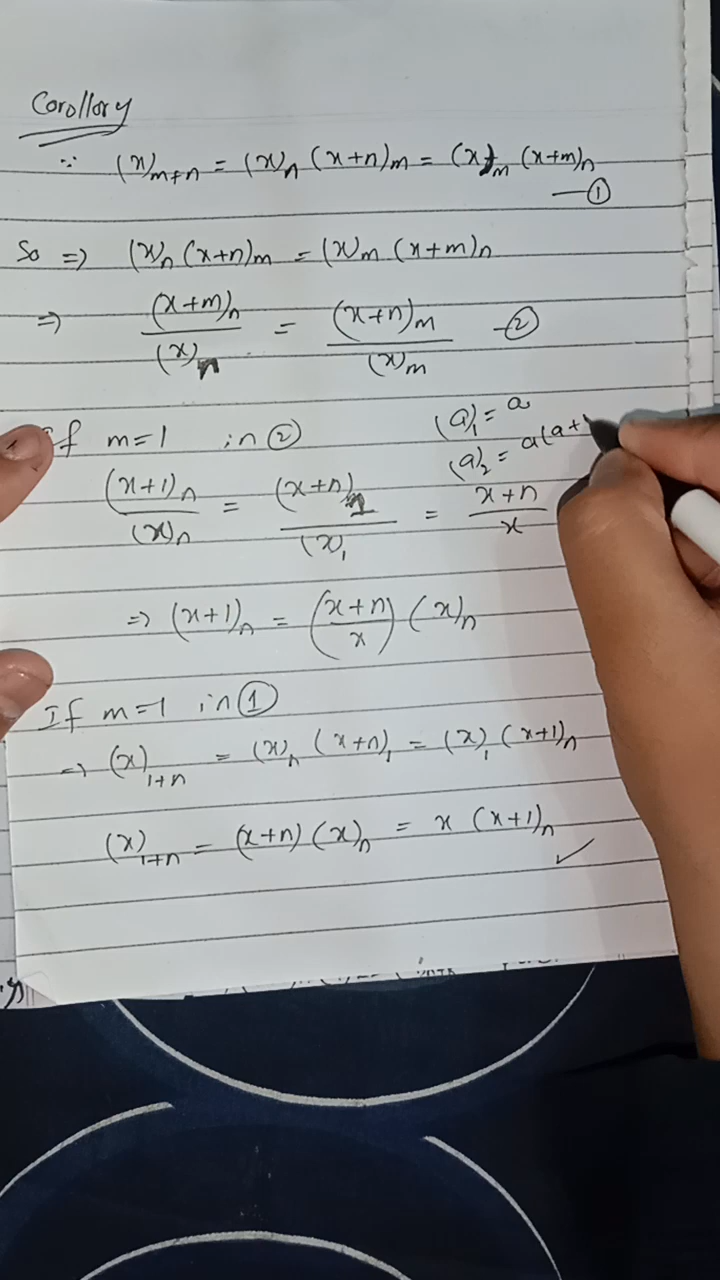 Corollory
∵ (x)m+n = (x)n (x+n)m = (x)m (x+m)n
—①
So ⇒ (x)n (x+n)m = (x)m (x+m)n
⇒ (x+m)n / (x)n = (x+n)m / (x)m —②
If m=1 in ②
(a)1 = a
(a)2 = a(a+
(x+1)n / (x)n = (x+n)1 / (x)1 = x+n / x
⇒ (x+1)n = (x+n / x) (x)n
If m=1 in ①
⇒ (x)1+n = (x)n (x+n)1 = (x)1 (x+1)n
(x)1+n = (x+n) (x)n = x (x+1)n ✓